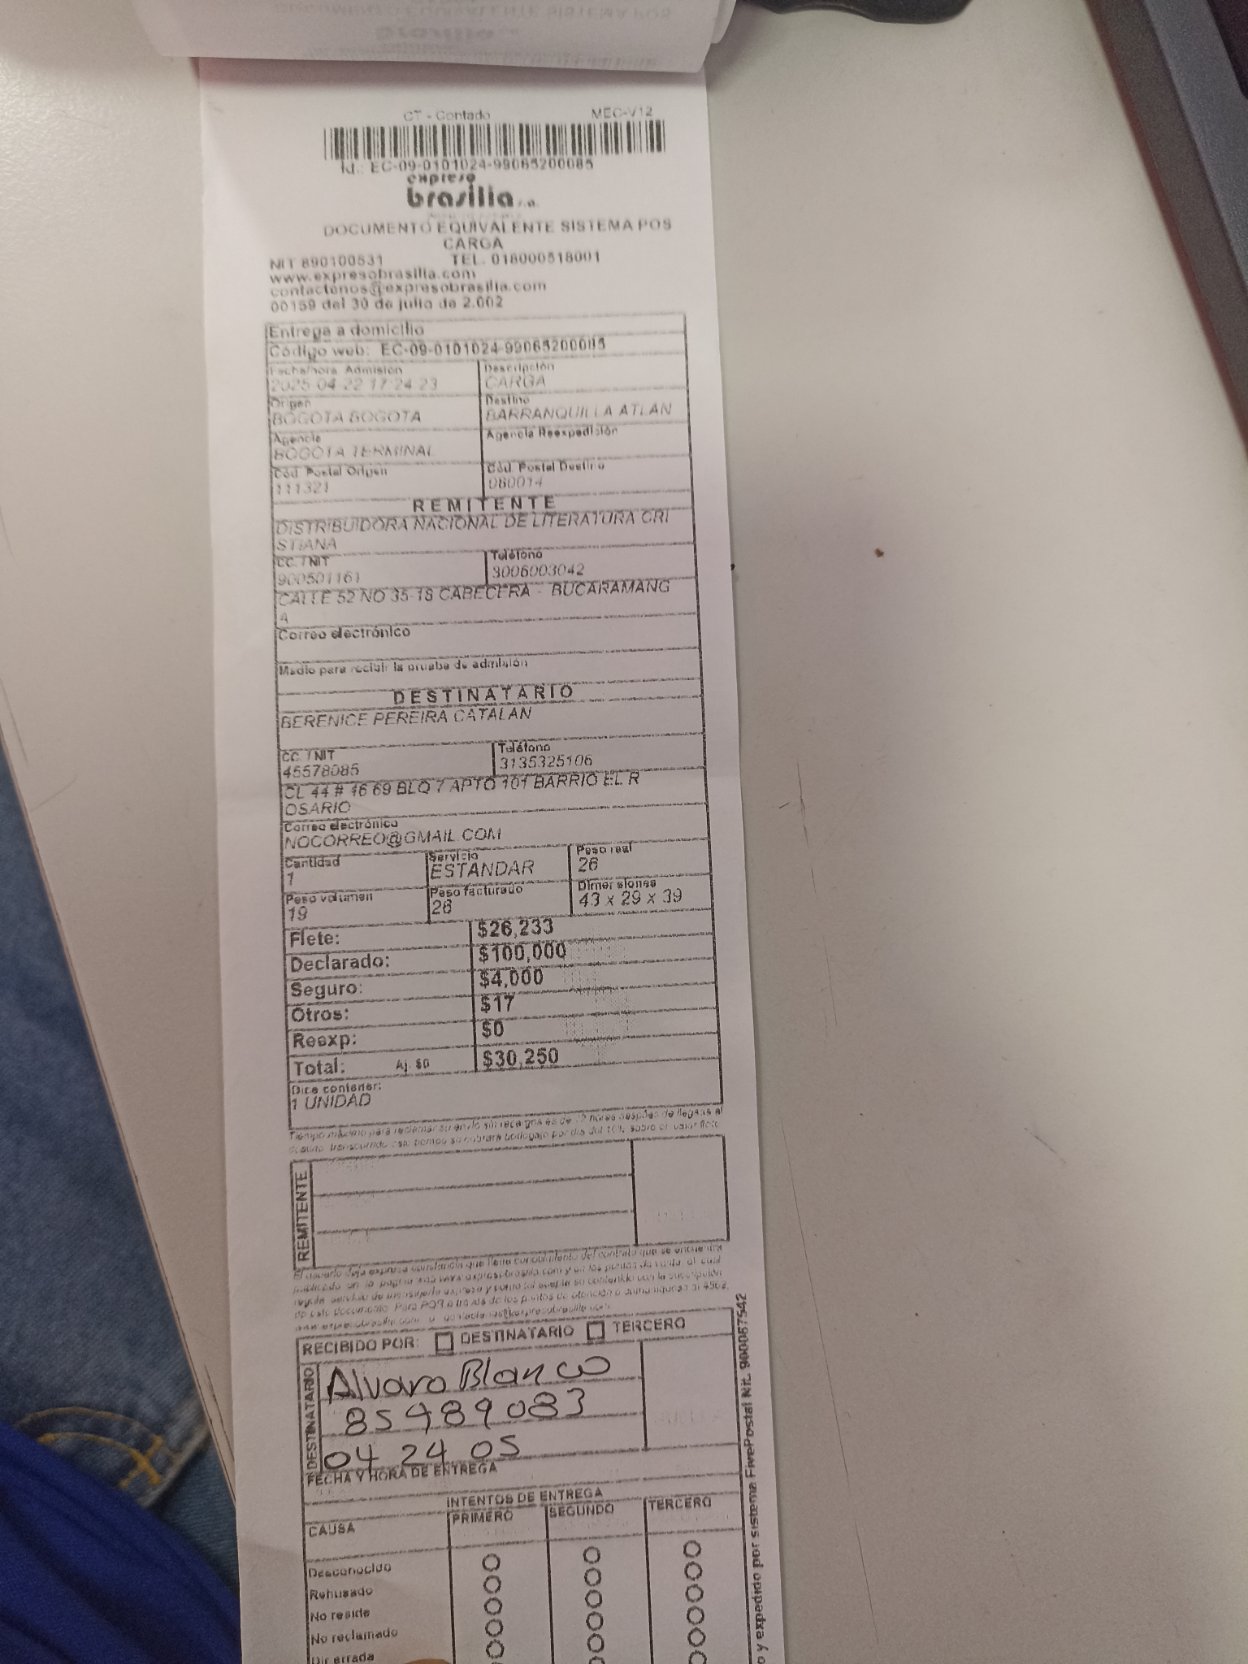 CT - Contado MEC-V12
Id.: EC-09-0101024-99065200085
expreso
brasilia s.a.
DOCUMENTO EQUIVALENTE SISTEMA POS
CARGA
NIT 890100531 TEL. 018000518001
www.expresobrasilia.com
contactenos@expresobrasilia.com
00159 del 30 de julio de 2.002
Entrega a domicilio
Código web: EC-09-0101024-99065200085
Fecha/hora Admisión Descripción
2025-04-22 17:24:23 CARGA
Origen Destino
BOGOTA BOGOTA BARRANQUILLA ATLAN
Agencia Agencia Reexpedición
BOGOTA TERMINAL
Cód. Postal Origen Cód. Postal Destino
111321 080014
REMITENTE
DISTRIBUIDORA NACIONAL DE LITERATURA CRI
STIANA
CC. / NIT Teléfono
900501161 3006003042
CALLE 52 NO 35-18 CABECERA - BUCARAMANG
A
Correo electrónico
Medio para recibir la prueba de admisión
DESTINATARIO
BERENICE PEREIRA CATALAN
CC. / NIT Teléfono
45578085 3135325106
CL 44 # 16 69 BLQ 7 APTO 101 BARRIO EL R
OSARIO
Correo electrónico
NOCORREO@GMAIL.COM
Cantidad Servicio Peso real
1 ESTANDAR 26
Peso volumen Peso facturado Dimensiones
19 26 43 x 29 x 39
Flete: $26,233
Declarado: $100,000
Seguro: $4,000
Otros: $17
Reexp: $0
Total: Aj. $0 $30,250
Dice contener:
1 UNIDAD
REMITENTE
RECIBIDO POR: DESTINATARIO TERCERO
DESTINATARIO
Alvaro Blanco
85489083
04 24 05
FECHA Y HORA DE ENTREGA
INTENTOS DE ENTREGA
CAUSA PRIMERO SEGUNDO TERCERO
Desconocido
Rehusado
No reside
No reclamado
Dir errada
o y expedido por sistema FivePostal Nit. 900087542